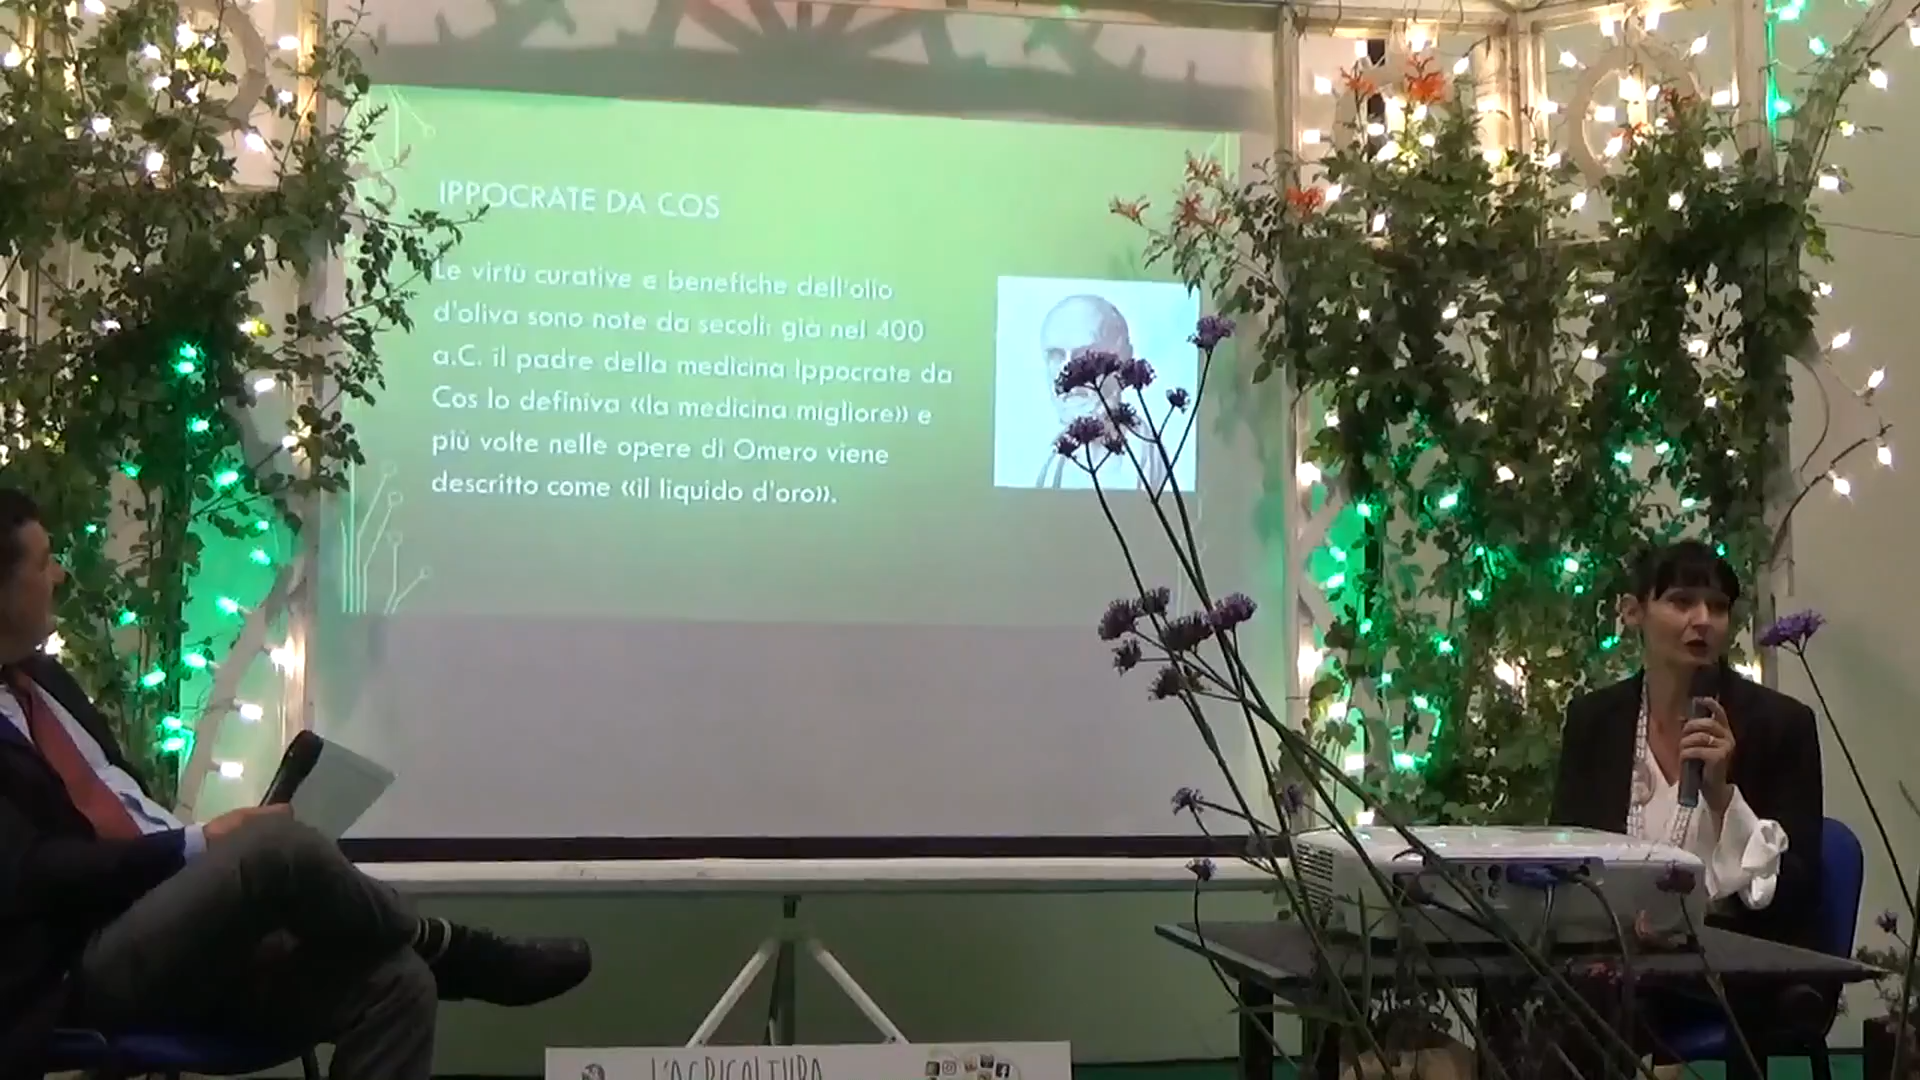 IPPOCRATE DA COS
Le virtù curative e benefiche dell'olio
d'oliva sono note da secoli: già nel 400
a.C. il padre della medicina Ippocrate da
Cos lo definiva «la medicina migliore» e
più volte nelle opere di Omero viene
descritto come «il liquido d'oro».
L'AGRICOLTURA